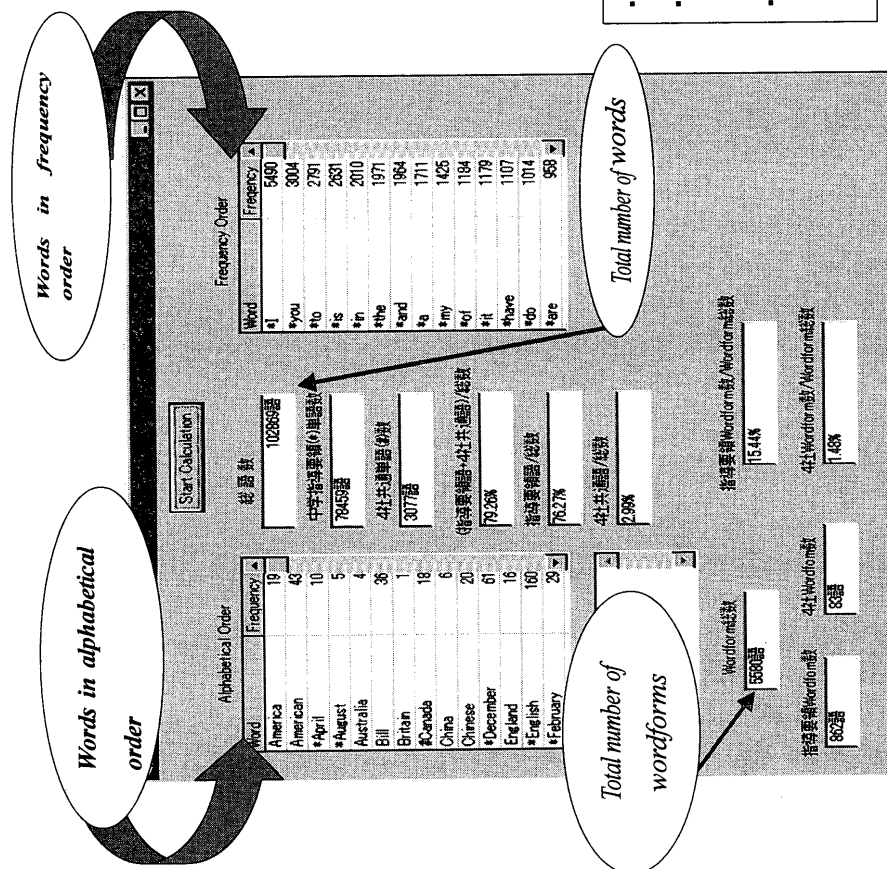 Words in alphabetical
order
Words in frequency
order
Start Calculation
Alphabetical Order
Word Frequency
America 19
American 43
*April 10
*August 5
Australia 4
Bill 36
Britain 1
#Canada 18
China 6
Chinese 20
*December 61
England 16
*English 160
*February 29
総語数
102869語
中学指導要領(*)単語数
78459語
4社共通単語(#)数
3077語
(指導要領語+4社共通語)/総数
79.26%
指導要領語/総数
76.27%
4社共通語/総数
2.99%
Frequency Order
Word Freqency
*I 5490
*you 3004
*to 2791
*is 2631
*in 2010
*the 1971
*and 1964
*a 1711
*my 1425
*of 1184
*it 1179
*have 1107
*do 1014
*are 958
Total number of
wordforms
Total number of words
Wordform総数
5580語
指導要領Wordform数
862語
4社Wordform数
83語
指導要領Wordform数/Wordform総数
15.44%
4社Wordform数/Wordform総数
1.48%